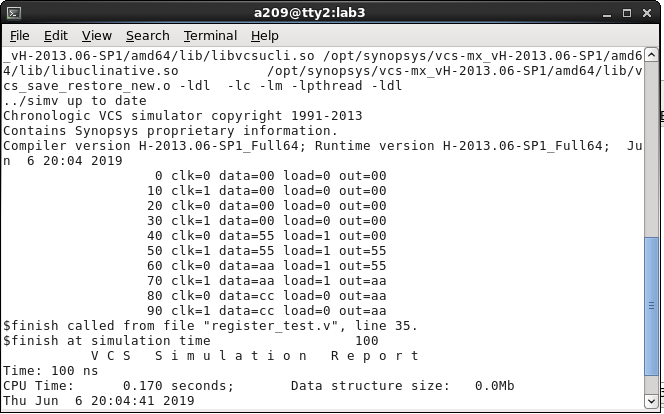 a209@tty2:lab3
File Edit View Search Terminal Help
_vH-2013.06-SP1/amd64/lib/libvcsucli.so /opt/synopsys/vcs-mx_vH-2013.06-SP1/amd6
4/lib/libuclinative.so /opt/synopsys/vcs-mx_vH-2013.06-SP1/amd64/lib/v
cs_save_restore_new.o -ldl -lc -lm -lpthread -ldl
../simv up to date
Chronologic VCS simulator copyright 1991-2013
Contains Synopsys proprietary information.
Compiler version H-2013.06-SP1_Full64; Runtime version H-2013.06-SP1_Full64; Ju
n 6 20:04 2019
0 clk=0 data=00 load=0 out=00
10 clk=1 data=00 load=0 out=00
20 clk=0 data=00 load=0 out=00
30 clk=1 data=00 load=0 out=00
40 clk=0 data=55 load=1 out=00
50 clk=1 data=55 load=1 out=55
60 clk=0 data=aa load=1 out=55
70 clk=1 data=aa load=1 out=aa
80 clk=0 data=cc load=0 out=aa
90 clk=1 data=cc load=0 out=aa
$finish called from file "register_test.v", line 35.
$finish at simulation time 100
V C S S i m u l a t i o n R e p o r t
Time: 100 ns
CPU Time: 0.170 seconds; Data structure size: 0.0Mb
Thu Jun 6 20:04:41 2019